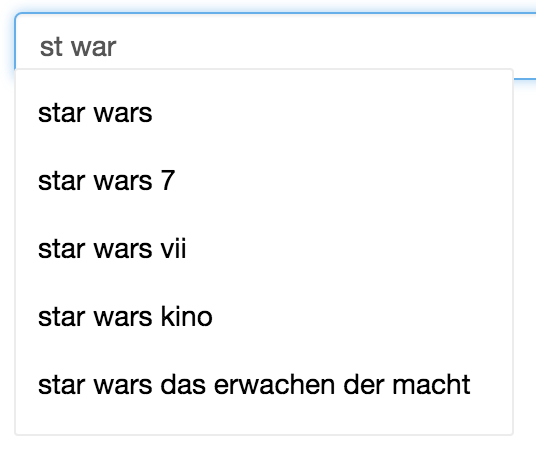 st war
star wars
star wars 7
star wars vii
star wars kino
star wars das erwachen der macht